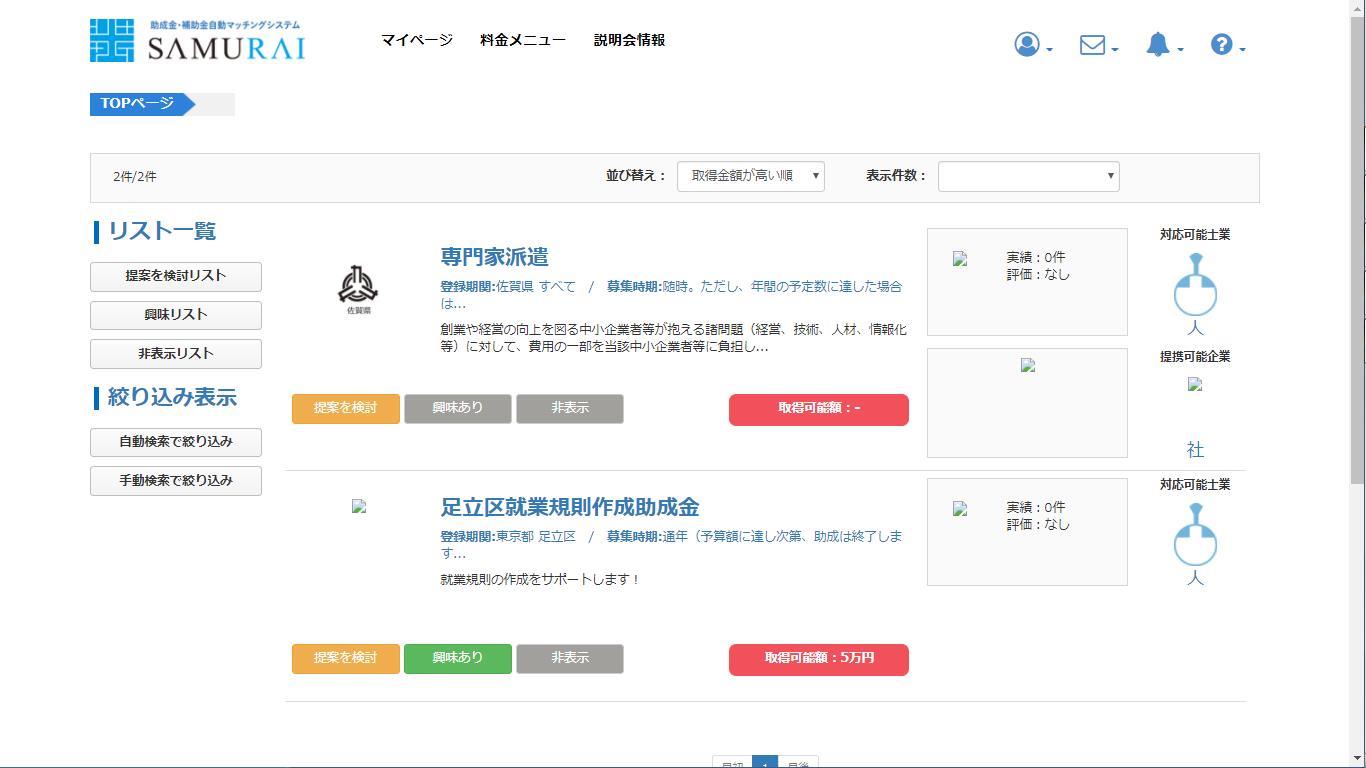 助成金・補助金自動マッチングシステム
SAMURAI
マイページ 料金メニュー 説明会情報
TOPページ
2件/2件
並び替え： 取得金額が高い順
表示件数：
リスト一覧
提案を検討リスト
興味リスト
非表示リスト
絞り込み表示
自動検索で絞り込み
手動検索で絞り込み
佐賀県
専門家派遣
登録期間:佐賀県 すべて / 募集時期:随時。ただし、年間の予定数に達した場合
は...
創業や経営の向上を図る中小企業者等が抱える諸問題（経営、技術、人材、情報化
等）に対して、費用の一部を当該中小企業者等に負担し...
提案を検討 興味あり 非表示
取得可能額：-
実績：0件
評価：なし
対応可能士業
人
提携可能企業
社
足立区就業規則作成助成金
登録期間:東京都 足立区 / 募集時期:通年（予算額に達し次第、助成は終了しま
す...
就業規則の作成をサポートします！
提案を検討 興味あり 非表示
取得可能額：5万円
実績：0件
評価：なし
対応可能士業
人
最初 1 最後